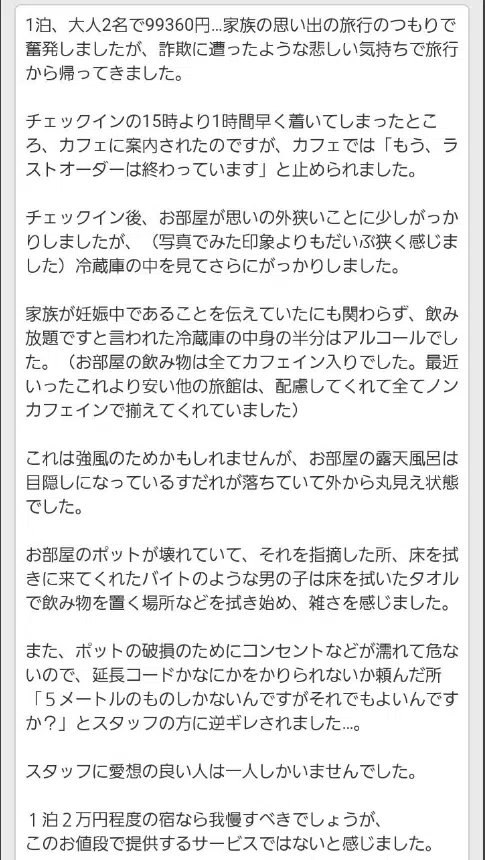 1泊、大人2名で99360円...家族の思い出の旅行のつもりで
奮発しましたが、詐欺に遭ったような悲しい気持ちで旅行
から帰ってきました。
チェックインの15時より1時間早く着いてしまったとこ
ろ、カフェに案内されたのですが、カフェでは「もう、ラ
ストオーダーは終わっています」と止められました。
チェックイン後、お部屋が思いの外狭いことに少しがっか
りしましたが、（写真でみた印象よりもだいぶ狭く感じま
した）冷蔵庫の中を見てさらにがっかりしました。
家族が妊娠中であることを伝えていたにも関わらず、飲み
放題ですと言われた冷蔵庫の中身の半分はアルコールでし
た。（お部屋の飲み物は全てカフェイン入りでした。最近
いったこれより安い他の旅館は、配慮してくれて全てノン
カフェインで揃えてくれていました）
これは強風のためかもしれませんが、お部屋の露天風呂は
目隠しになっているすだれが落ちていて外から丸見え状態
でした。
お部屋のポットが壊れていて、それを指摘した所、床を拭
きに来てくれたバイトのような男の子は床を拭いたタオル
で飲み物を置く場所などを拭き始め、雑さを感じました。
また、ポットの破損のためにコンセントなどが濡れて危な
いので、延長コードかなにかをかりられないか頼んだ所
「５メートルのものしかないんですがそれでもよいんです
か？」とスタッフの方に逆ギレされました...。
スタッフに愛想の良い人は一人しかいませんでした。
１泊２万円程度の宿なら我慢すべきでしょうが、
このお値段で提供するサービスではないと感じました。